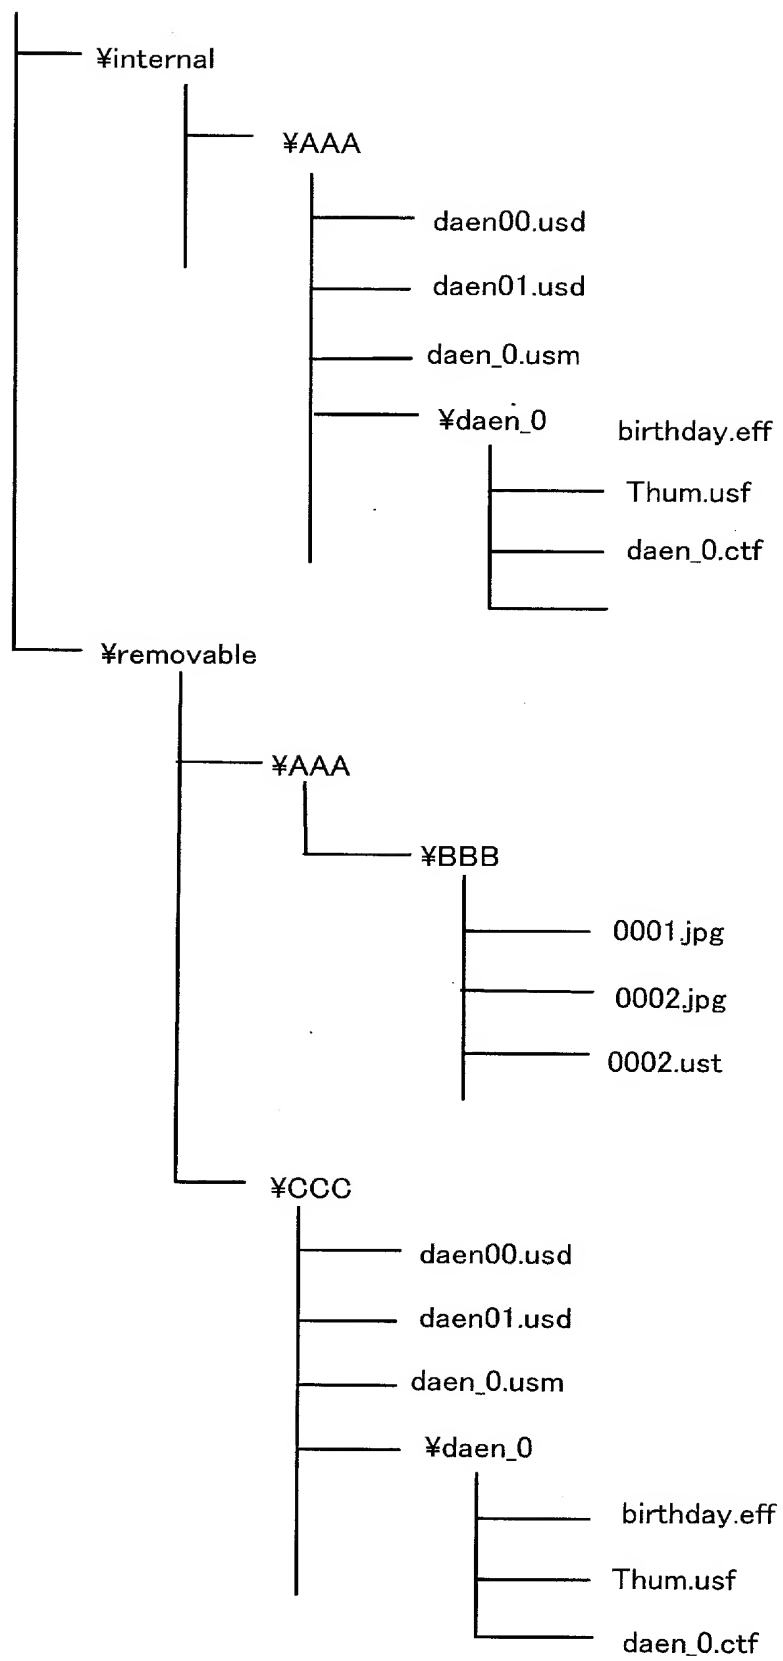 ¥internal
¥AAA
daen00.usd
daen01.usd
daen_0.usm
¥daen_0
birthday.eff
Thum.usf
daen_0.ctf
¥removable
¥AAA
¥BBB
0001.jpg
0002.jpg
0002.ust
¥CCC
daen00.usd
daen01.usd
daen_0.usm
¥daen_0
birthday.eff
Thum.usf
daen_0.ctf